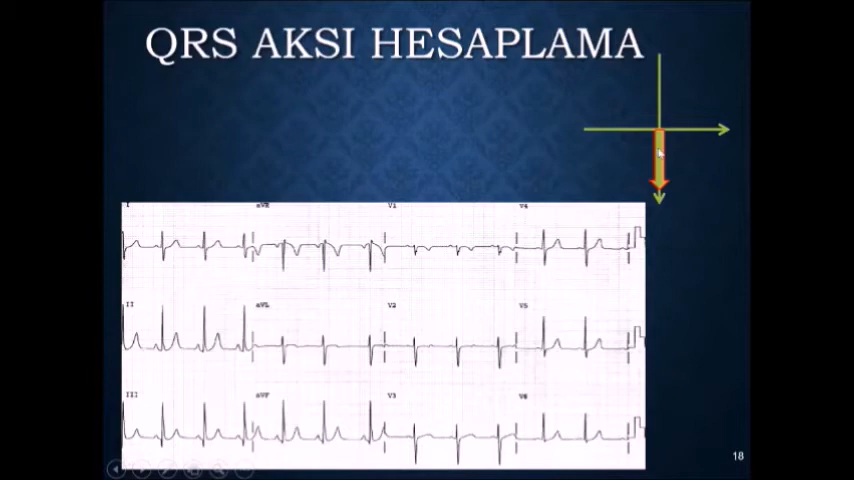 QRS AKSI HESAPLAMA
I aVR V1 V4
II aVL V2 V5
III aVF V3 V6
18